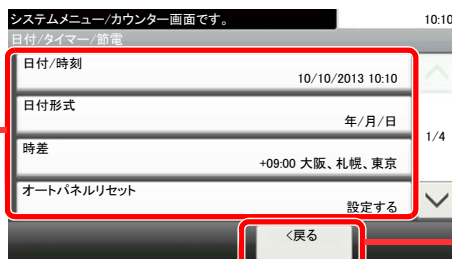 システムメニュー/カウンター画面です。 10:10
日付/タイマー/節電
日付/時刻
10/10/2013 10:10
日付形式
年/月/日
1/4
時差
+09:00 大阪、札幌、東京
オートパネルリセット
設定する
<戻る